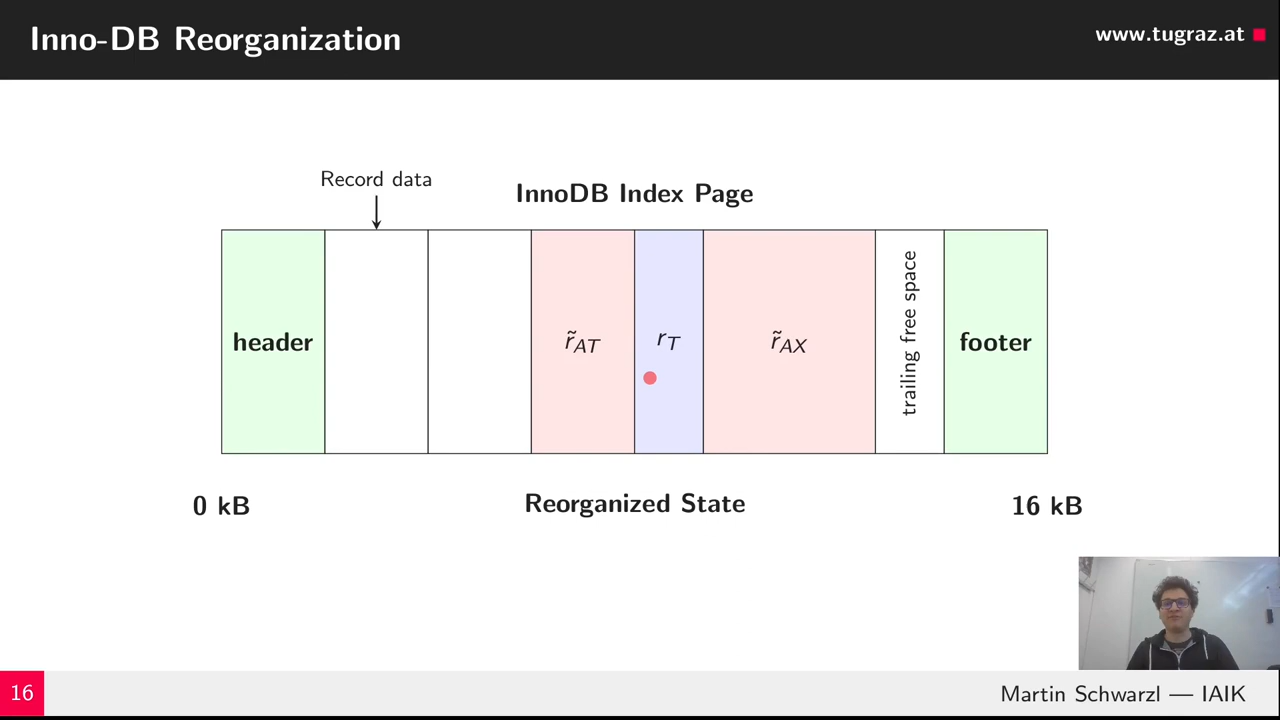 Inno-DB Reorganization
www.tugraz.at
Record data
InnoDB Index Page
header
r̃AT
rT
r̃AX
trailing free space
footer
0 kB
Reorganized State
16 kB
16
Martin Schwarzl — IAIK